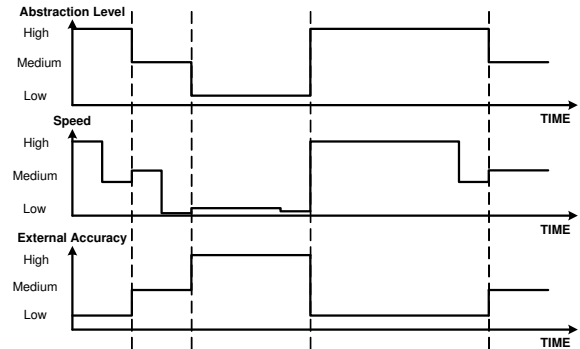 Abstraction Level
High
Medium
Low
TIME
Speed
High
Medium
Low
TIME
External Accuracy
High
Medium
Low
TIME